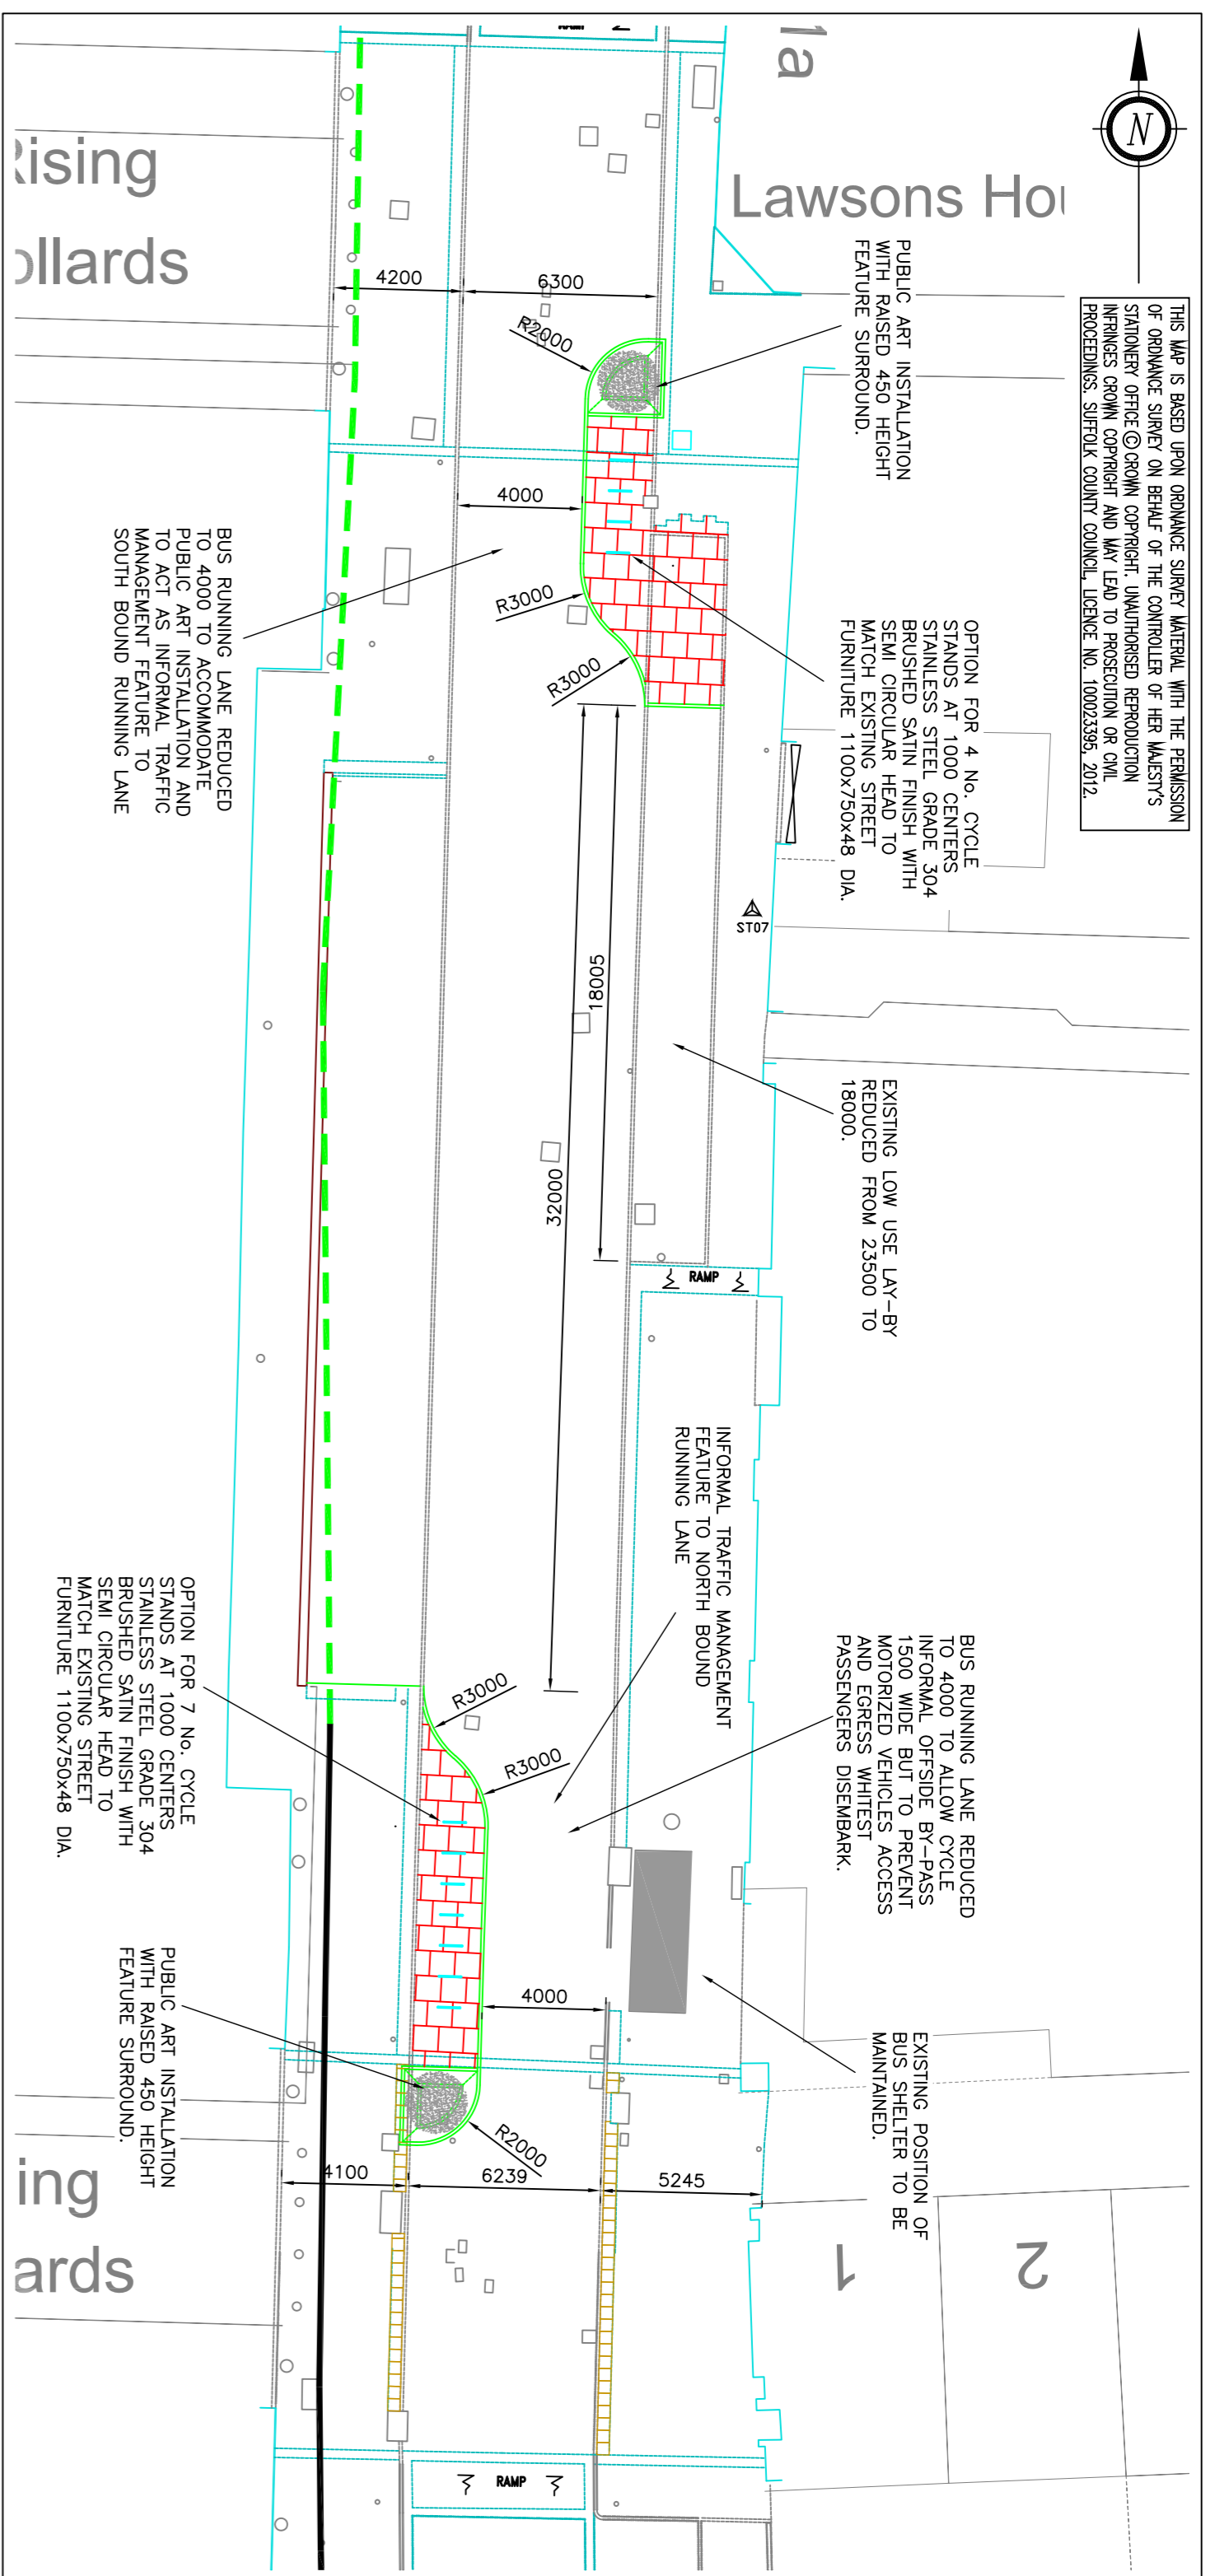 N
THIS MAP IS BASED UPON ORDNANCE SURVEY MATERIAL WITH THE PERMISSION
OF ORDNANCE SURVEY ON BEHALF OF THE CONTROLLER OF HER MAJESTY'S
STATIONERY OFFICE © CROWN COPYRIGHT. UNAUTHORISED REPRODUCTION
INFRINGES CROWN COPYRIGHT AND MAY LEAD TO PROSECUTION OR CIVIL
PROCEEDINGS. SUFFOLK COUNTY COUNCIL, LICENCE NO. 100023395, 2012.
1a
Lawsons Hou
RAMP
PUBLIC ART INSTALLATION
WITH RAISED 450 HEIGHT
FEATURE SURROUND.
OPTION FOR 4 No. CYCLE
STANDS AT 1000 CENTERS
STAINLESS STEEL GRADE 304
BRUSHED SATIN FINISH WITH
SEMI CIRCULAR HEAD TO
MATCH EXISTING STREET
FURNITURE 1100x750x48 DIA.
ST07
EXISTING LOW USE LAY-BY
REDUCED FROM 23500 TO
18000.
RAMP
INFORMAL TRAFFIC MANAGEMENT
FEATURE TO NORTH BOUND
RUNNING LANE
BUS RUNNING LANE REDUCED
TO 4000 TO ALLOW CYCLE
INFORMAL OFFSIDE BY-PASS
1500 WIDE BUT TO PREVENT
MOTORIZED VEHICLES ACCESS
AND EGRESS WHITEST
PASSENGERS DISEMBARK.
EXISTING POSITION OF
BUS SHELTER TO BE
MAINTAINED.
1
2
4200
6300
R2000
4000
R3000
R3000
18005
32000
R3000
R3000
4000
R2000
4100
6239
5245
RAMP
Rising
ollards
BUS RUNNING LANE REDUCED
TO 4000 TO ACCOMMODATE
PUBLIC ART INSTALLATION AND
TO ACT AS INFORMAL TRAFFIC
MANAGEMENT FEATURE TO
SOUTH BOUND RUNNING LANE
OPTION FOR 7 No. CYCLE
STANDS AT 1000 CENTERS
STAINLESS STEEL GRADE 304
BRUSHED SATIN FINISH WITH
SEMI CIRCULAR HEAD TO
MATCH EXISTING STREET
FURNITURE 1100x750x48 DIA.
PUBLIC ART INSTALLATION
WITH RAISED 450 HEIGHT
FEATURE SURROUND.
ing
ards